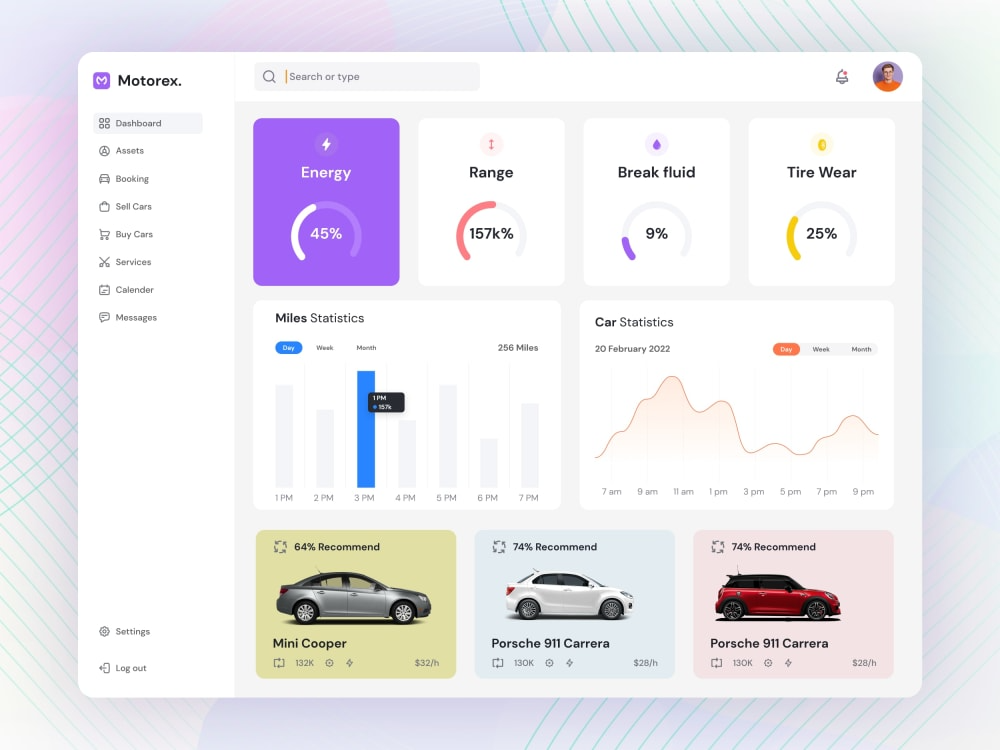 Motorex.
Search or type
Dashboard
Assets
Booking
Sell Cars
Buy Cars
Services
Calender
Messages
Settings
Log out
Energy
45%
Range
157k%
Break fluid
9%
Tire Wear
25%
Miles Statistics
Day Week Month 256 Miles
1 PM
157k
1 PM 2 PM 3 PM 4 PM 5 PM 6 PM 7 PM
Car Statistics
20 February 2022 Day Week Month
7 am 9 am 11 am 1 pm 3 pm 5 pm 7 pm 9 pm
64% Recommend
Mini Cooper
132K $32/h
74% Recommend
Porsche 911 Carrera
130K $28/h
74% Recommend
Porsche 911 Carrera
130K $28/h